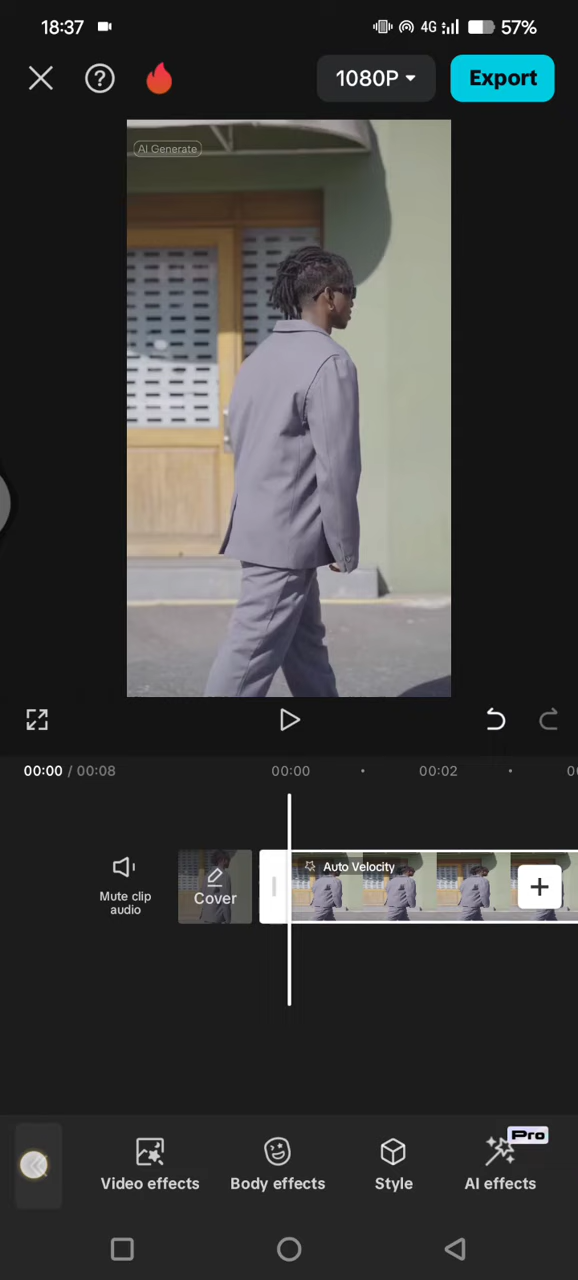 18:37
4G
57%
1080P
Export
AI Generate
00:00 / 00:08
00:00
00:02
Mute clip
audio
Cover
Auto Velocity
Video effects
Body effects
Style
AI effects
Pro